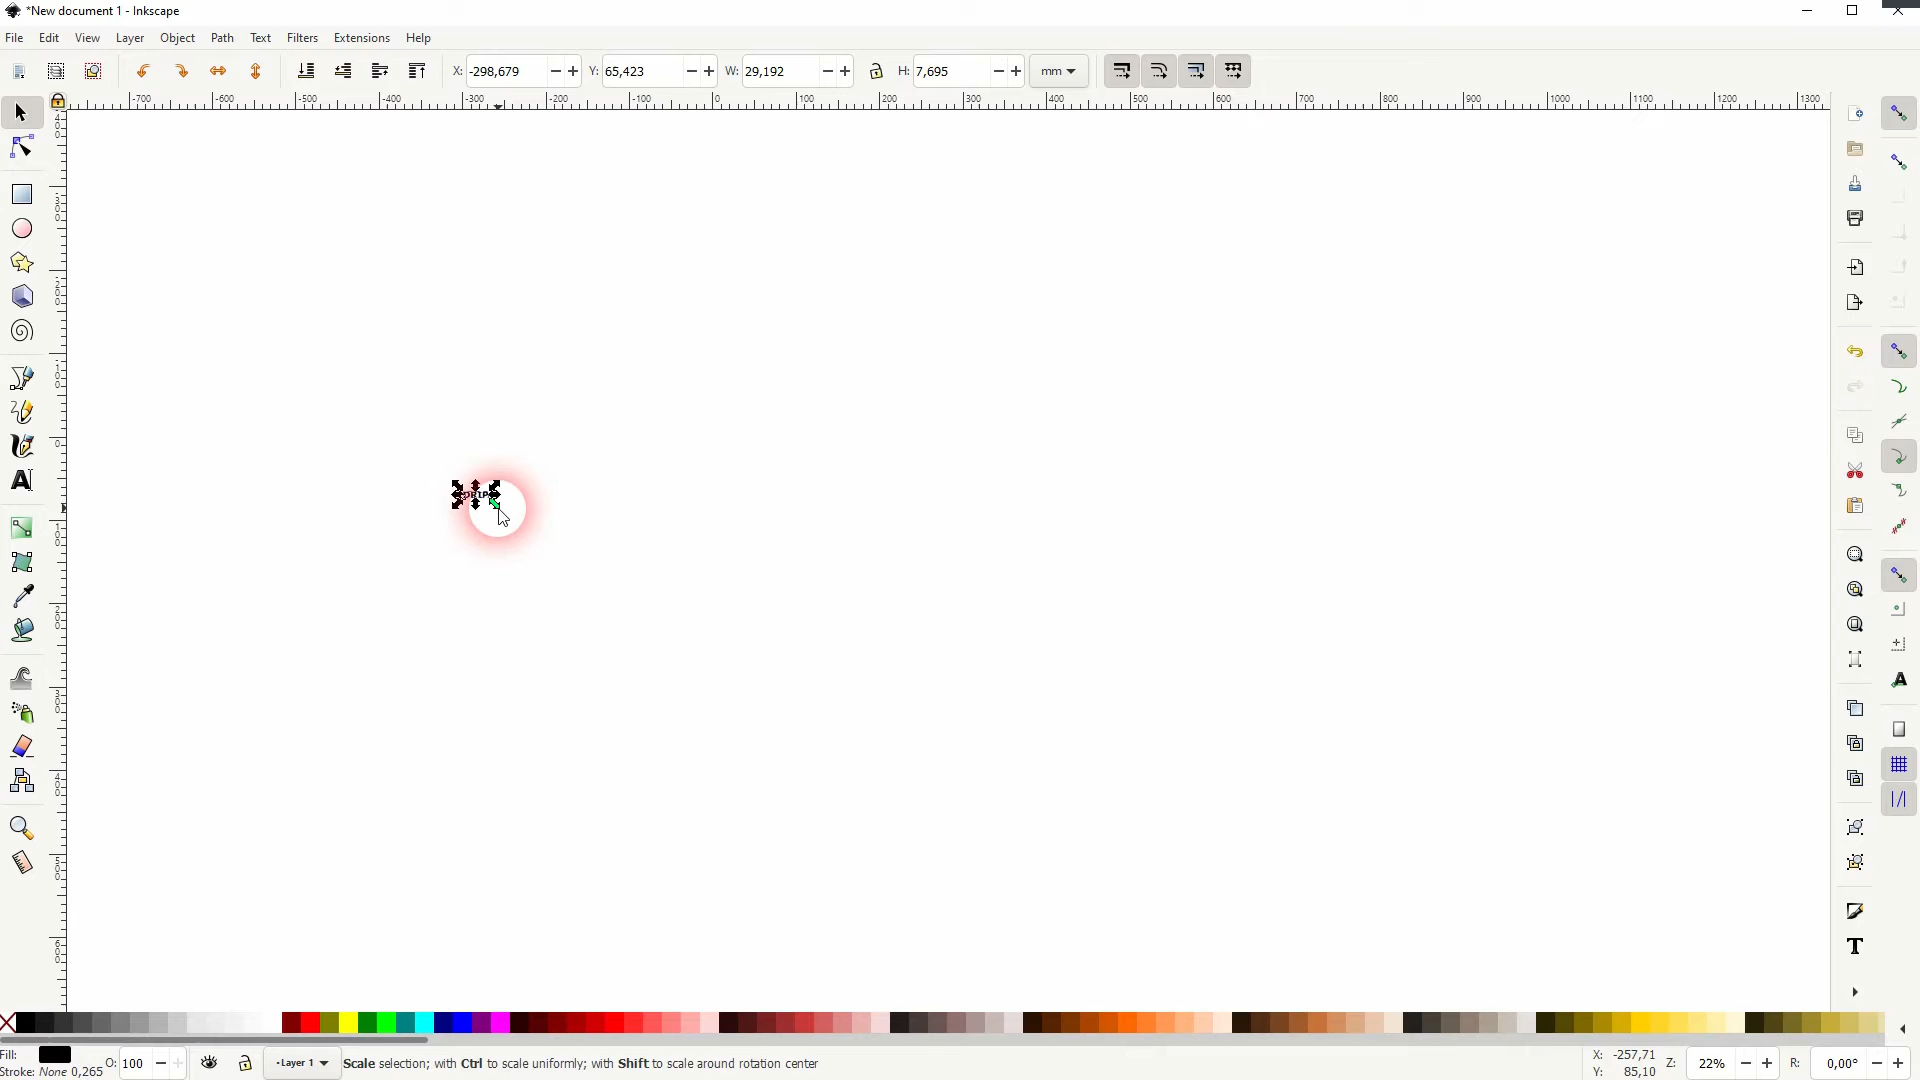 *New document 1 - Inkscape
File Edit View Layer Object Path Text Filters Extensions Help
X: -298,679 Y: 65,423 W: 29,192 H: 7,695 mm
-700 -600 -500 -400 -300 -200 -100 0 100 200 300 400 500 600 700 800 900 1000 1100 1200 1300
DRIP
Fill: O: 100 Layer 1 Scale selection; with Ctrl to scale uniformly; with Shift to scale around rotation center X: -257,71 Z: 22% R: 0,00°
Stroke: None 0,265 Y: 85,10